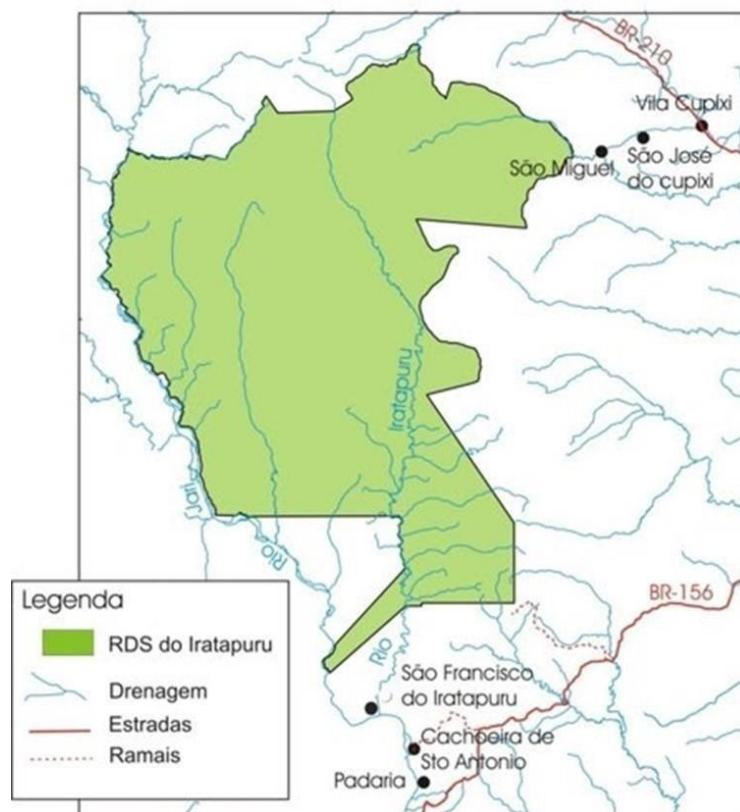 BR-210
Vila Cupixi
São Miguel
São José
do cupixi
Iratapuru
Jari
Rio
BR-156
Rio
São Francisco
do Iratapuru
Cachoeira de
Sto Antonio
Padaria
Legenda
RDS do Iratapuru
Drenagem
Estradas
Ramais